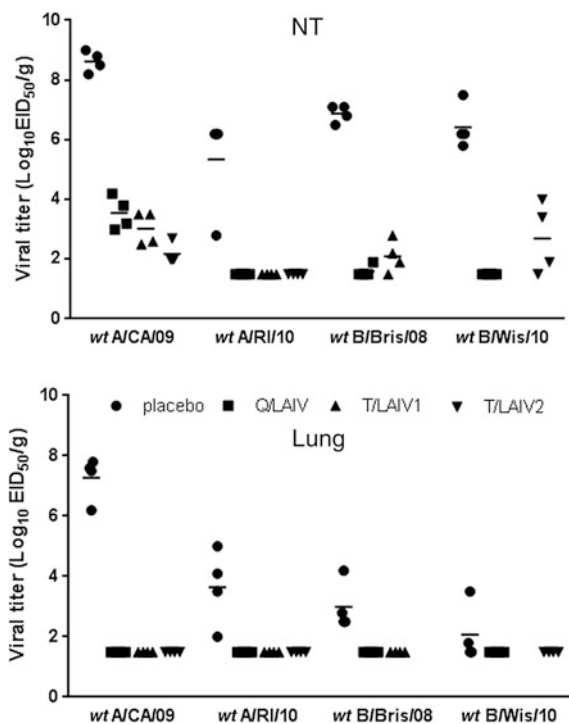 NT
Viral titer (Log10EID50/g)
10
8
6
4
2
0
wt A/CA/09 wt A/RI/10 wt B/Bris/08 wt B/Wis/10
placebo Q/LAIV T/LAIV1 T/LAIV2
Lung
Viral titer (Log10 EID50/g)
10
8
6
4
2
0
wt A/CA/09 wt A/RI/10 wt B/Bris/08 wt B/Wis/10